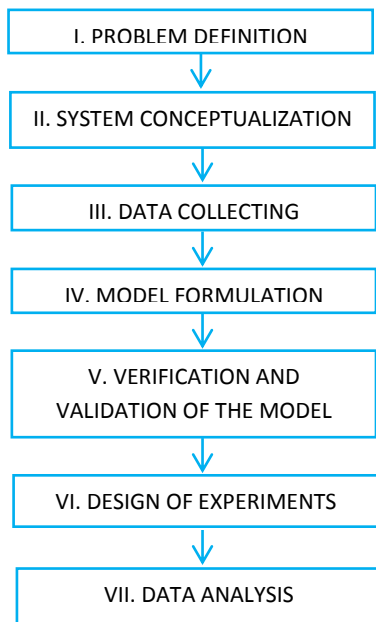 I. PROBLEM DEFINITION
II. SYSTEM CONCEPTUALIZATION
III. DATA COLLECTING
IV. MODEL FORMULATION
V. VERIFICATION AND
VALIDATION OF THE MODEL
VI. DESIGN OF EXPERIMENTS
VII. DATA ANALYSIS